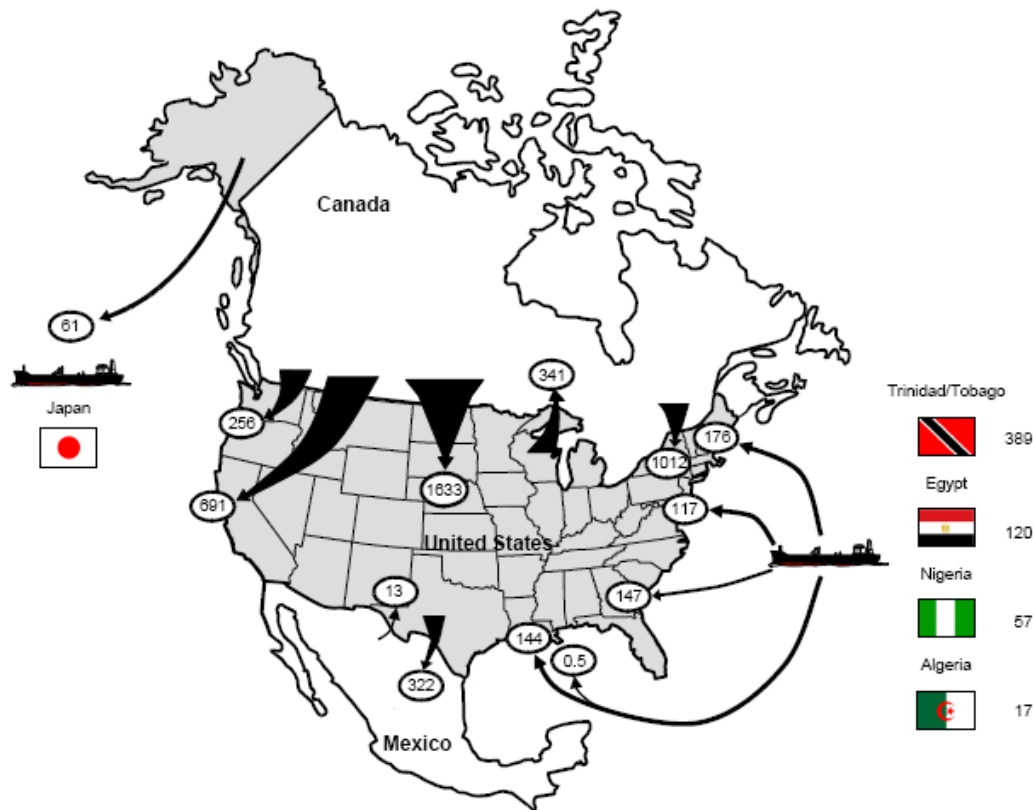 Canada
61
Japan
341
256
176
1012
691
1633
117
United States
13
147
144
0.5
322
Mexico
Trinidad/Tobago
389
Egypt
120
Nigeria
57
Algeria
17